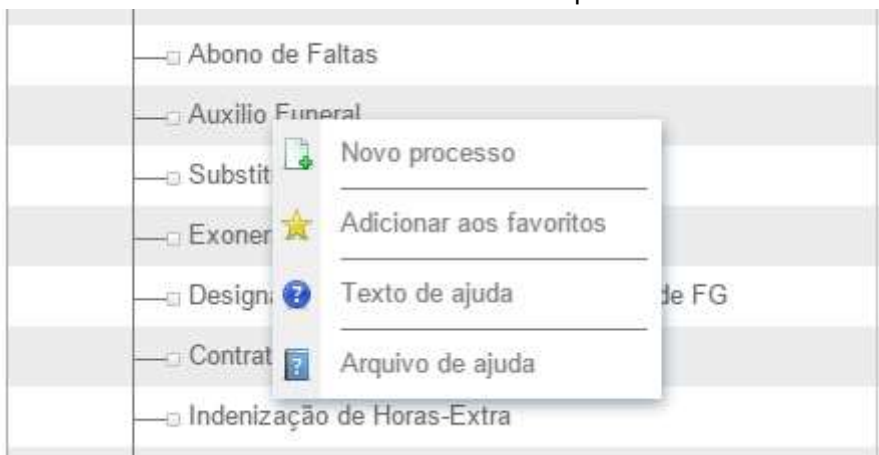 Abono de Faltas
Auxilio Funeral
Novo processo
Substit
Adicionar aos favoritos
Exoner
Texto de ajuda
Design de FG
Arquivo de ajuda
Contrat
Indenização de Horas-Extra